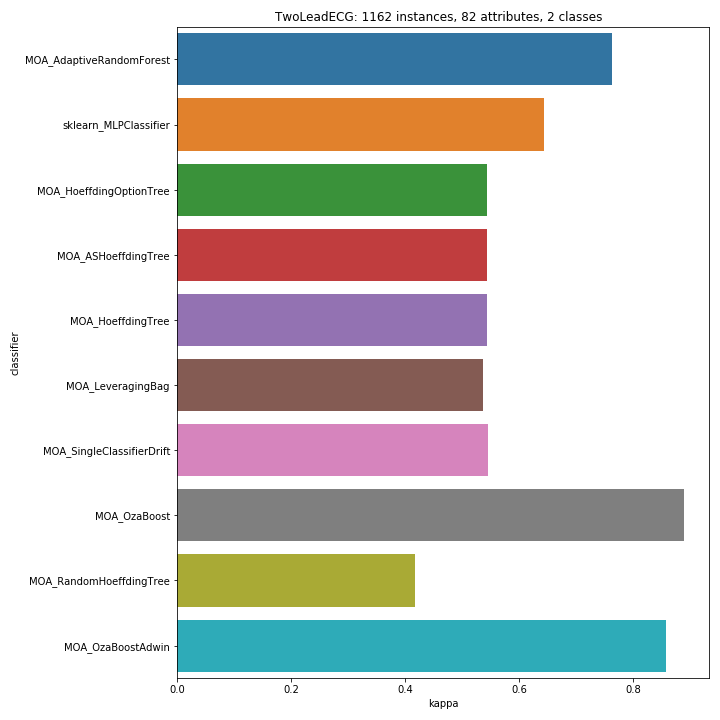 TwoLeadECG: 1162 instances, 82 attributes, 2 classes
MOA_AdaptiveRandomForest
sklearn_MLPClassifier
MOA_HoeffdingOptionTree
MOA_ASHoeffdingTree
MOA_HoeffdingTree
MOA_LeveragingBag
MOA_SingleClassifierDrift
MOA_OzaBoost
MOA_RandomHoeffdingTree
MOA_OzaBoostAdwin
classifier
0.0 0.2 0.4 0.6 0.8
kappa